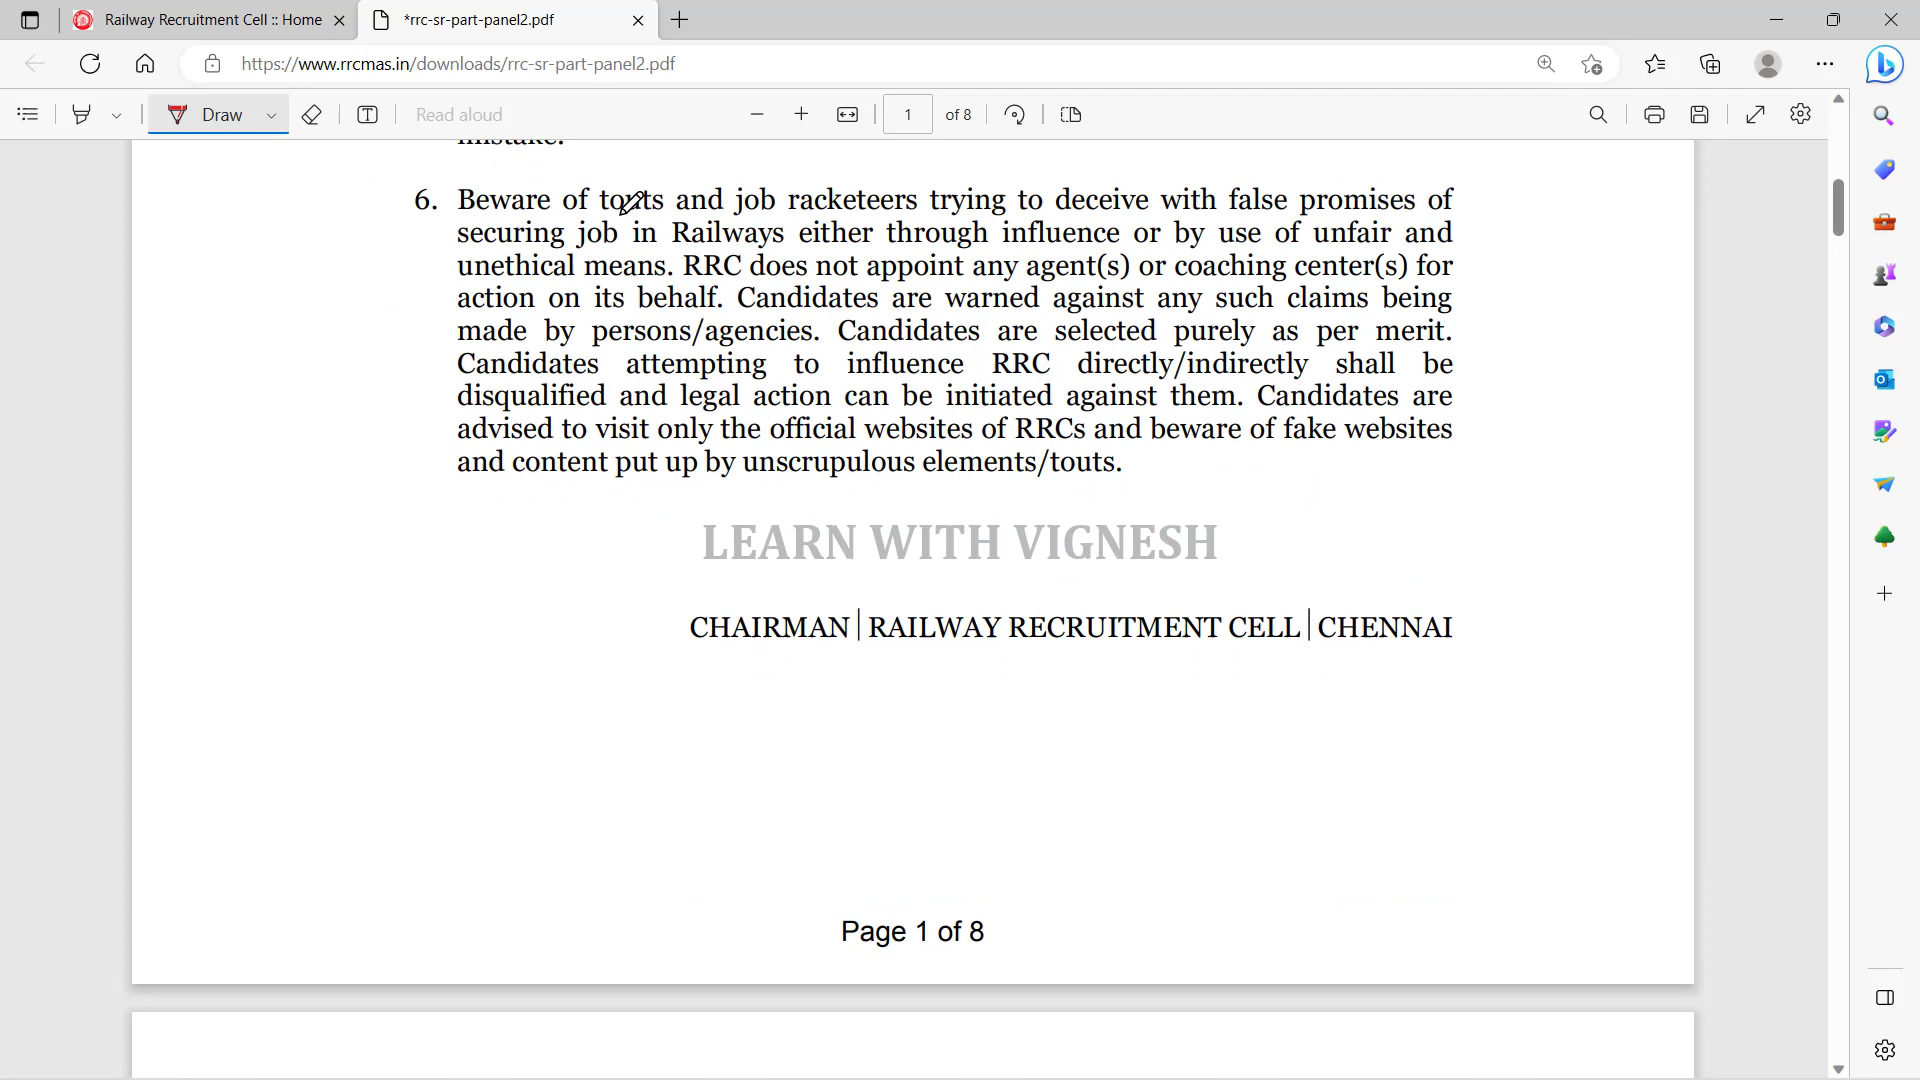 Railway Recruitment Cell :: Home
*rrc-sr-part-panel2.pdf
https://www.rrcmas.in/downloads/rrc-sr-part-panel2.pdf
Draw
Read aloud
1 of 8
mistake.
6. Beware of touts and job racketeers trying to deceive with false promises of
securing job in Railways either through influence or by use of unfair and
unethical means. RRC does not appoint any agent(s) or coaching center(s) for
action on its behalf. Candidates are warned against any such claims being
made by persons/agencies. Candidates are selected purely as per merit.
Candidates attempting to influence RRC directly/indirectly shall be
disqualified and legal action can be initiated against them. Candidates are
advised to visit only the official websites of RRCs and beware of fake websites
and content put up by unscrupulous elements/touts.
LEARN WITH VIGNESH
CHAIRMAN | RAILWAY RECRUITMENT CELL | CHENNAI
Page 1 of 8